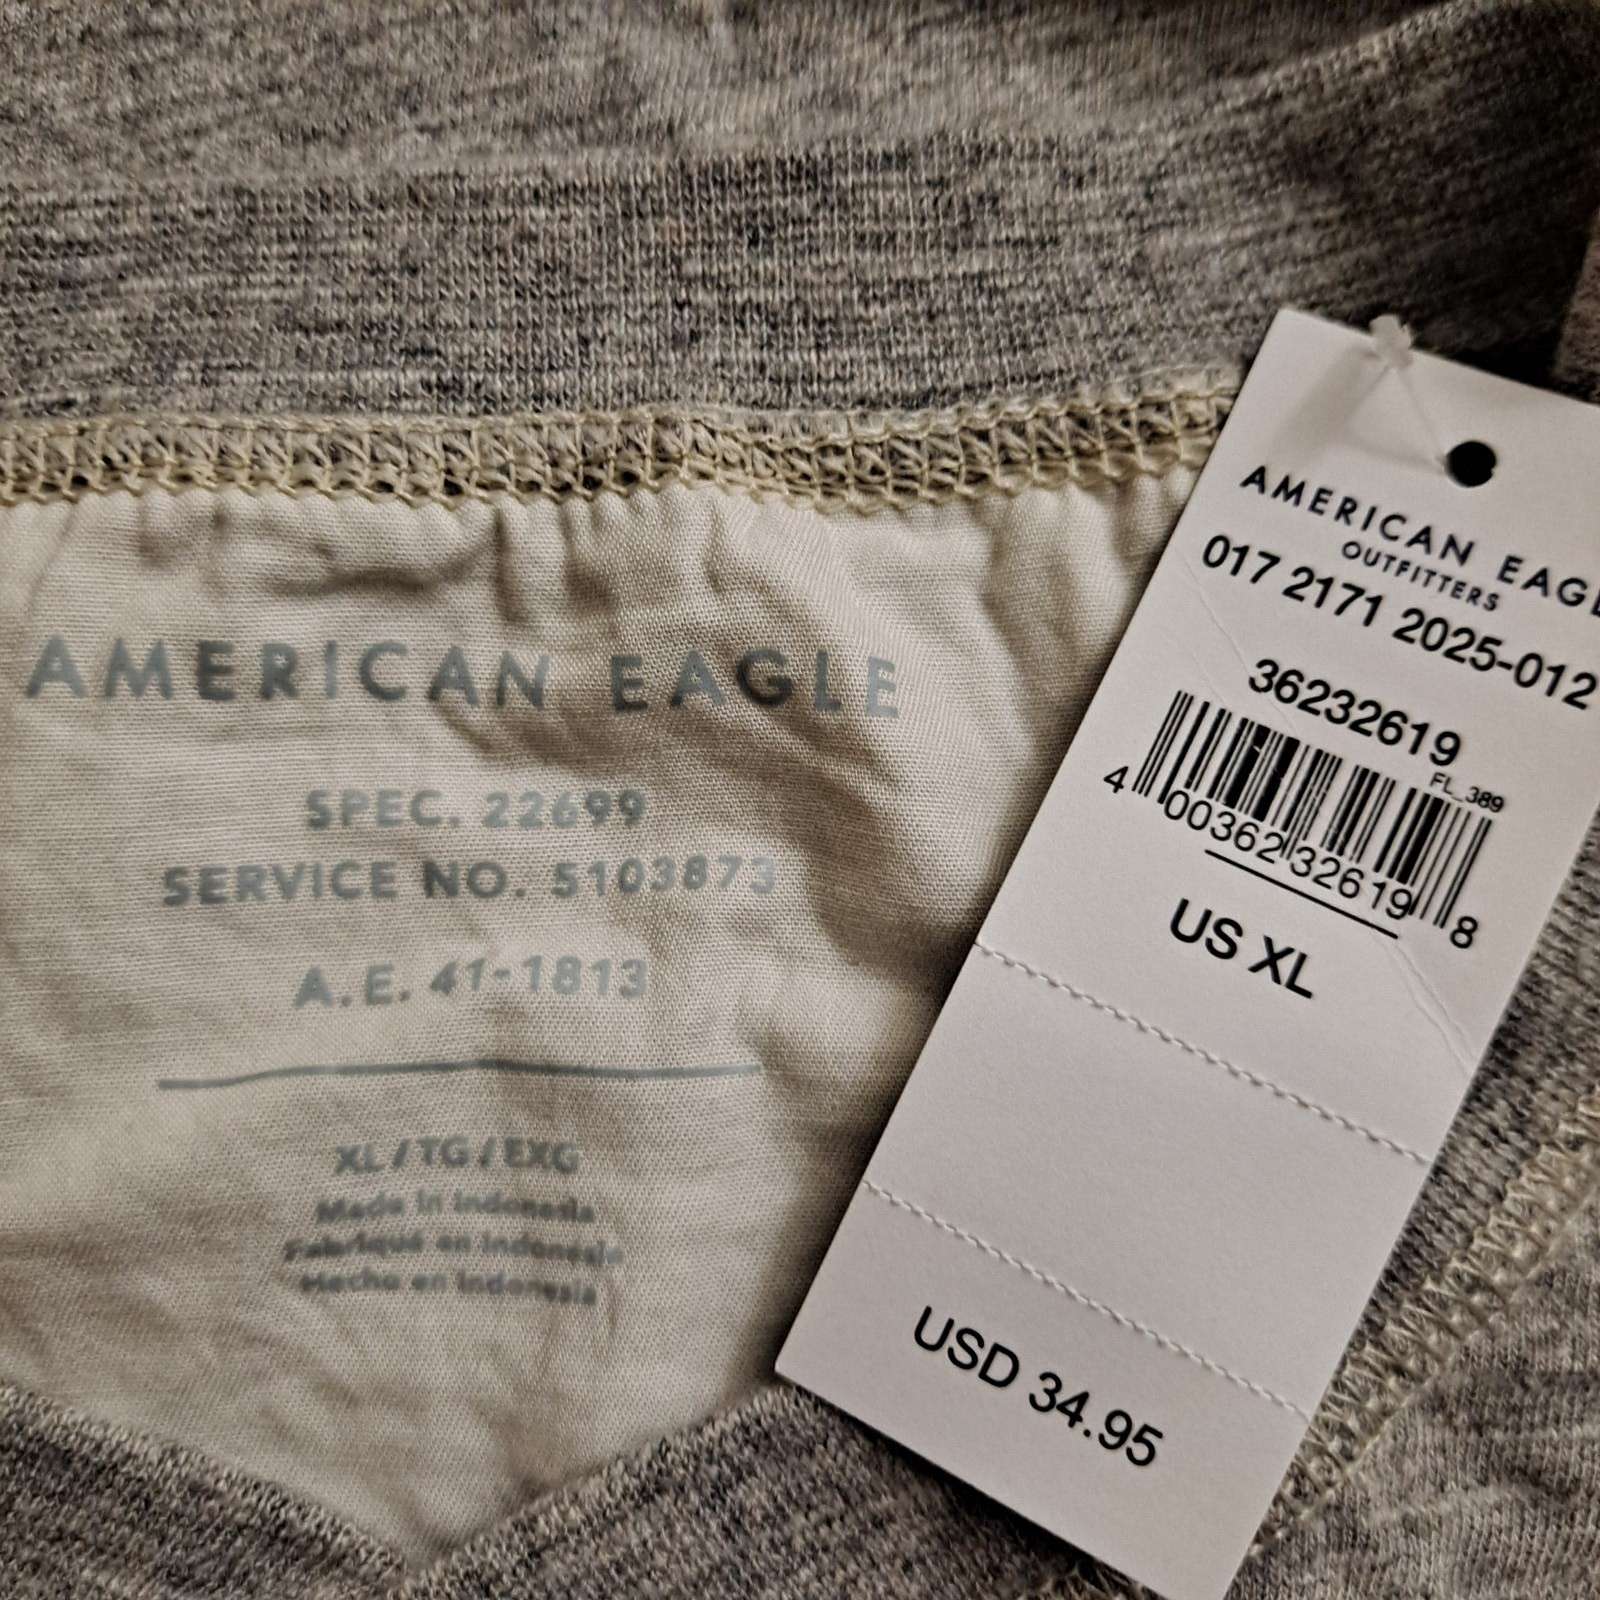 AMERICAN EAGLE
SPEC. 22699
SERVICE NO. 5103873
A.E. 41-1813
XL / TG / EXG
Made in Indonesia
Fabriqué en Indonésie
Hecho en Indonesia
AMERICAN EAGL
OUTFITTERS
017 2171 2025-012
36232619
FL_389
4 00362 32619 8
US XL
USD 34.95